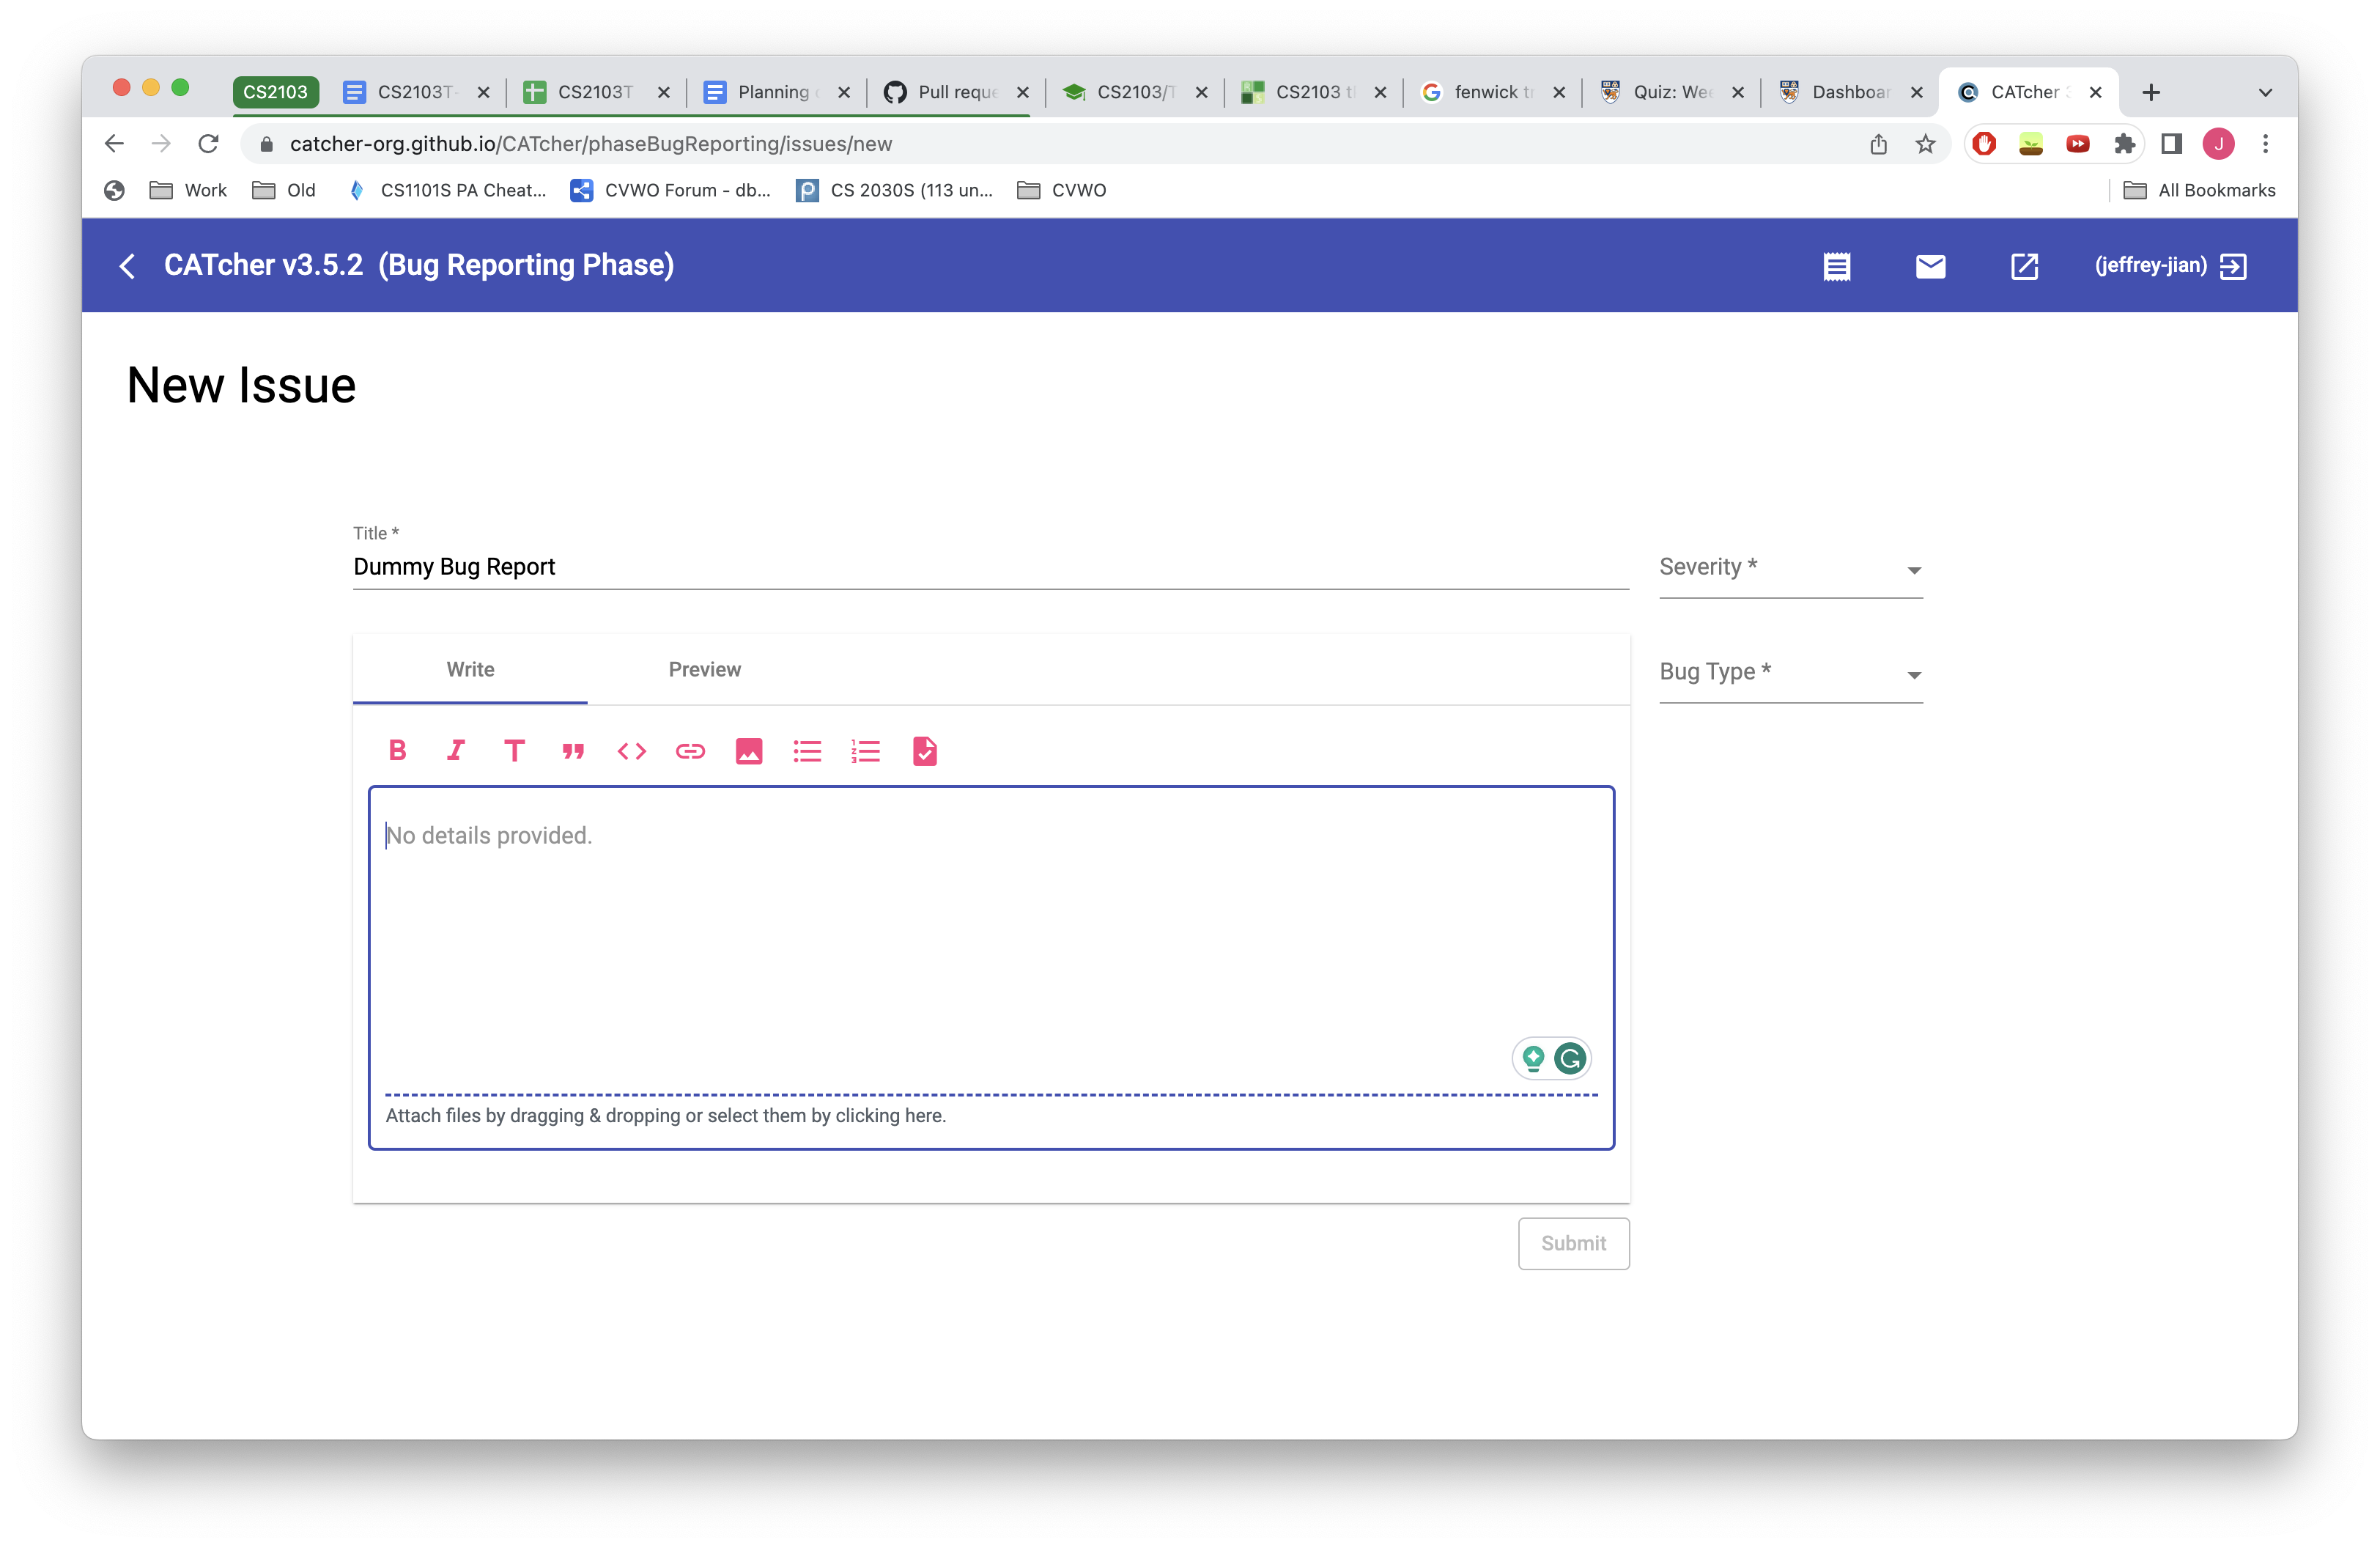 CS2103
CS2103T-
CS2103T
Planning
Pull reque
CS2103/T
CS2103 t
fenwick tr
Quiz: Wee
Dashboar
CATcher 3
catcher-org.github.io/CATcher/phaseBugReporting/issues/new
J
Work
Old
CS1101S PA Cheat...
CVWO Forum - db...
CS 2030S (113 un...
CVWO
All Bookmarks
CATcher v3.5.2 (Bug Reporting Phase)
(jeffrey-jian)
New Issue
Title *
Dummy Bug Report
Severity *
Write
Preview
Bug Type *
No details provided.
Attach files by dragging & dropping or select them by clicking here.
Submit